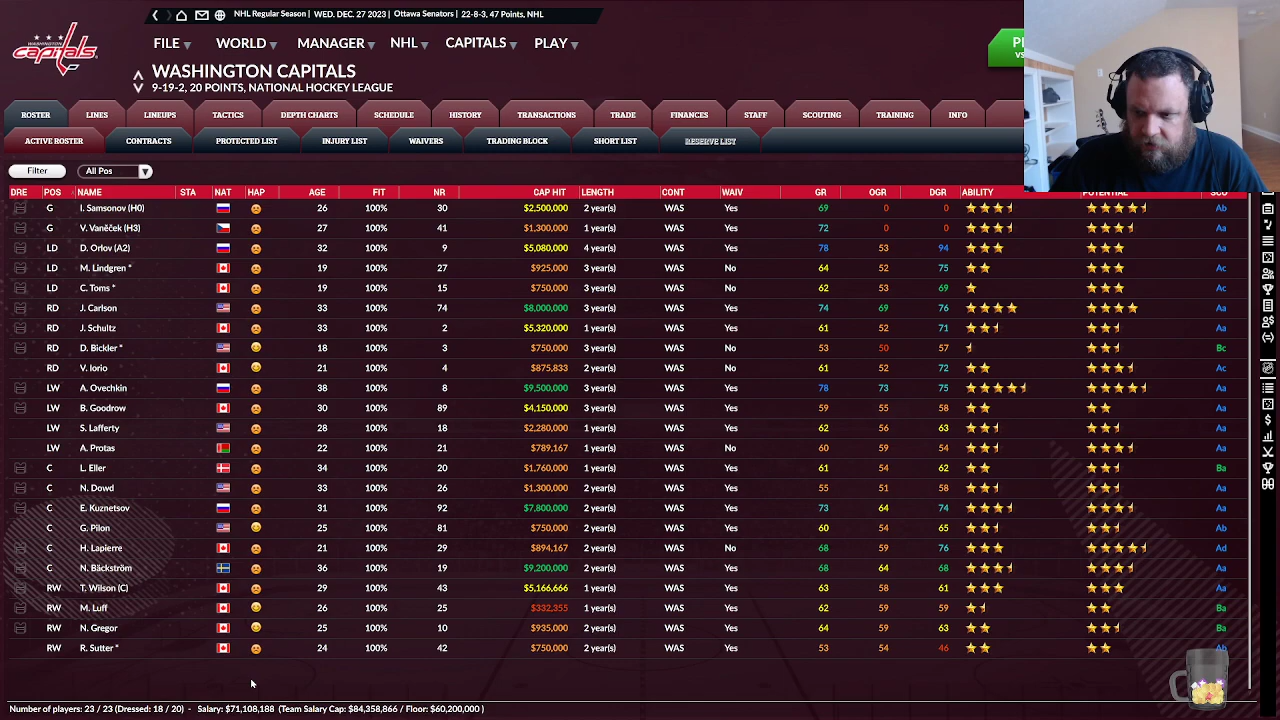 NHL Regular Season | WED. DEC. 27 2023 | Ottawa Senators | 22-8-3, 47 Points, NHL
WASHINGTON
capitals
FILE WORLD MANAGER NHL CAPITALS PLAY
WASHINGTON CAPITALS
9-19-2, 20 POINTS, NATIONAL HOCKEY LEAGUE
ROSTER LINES LINEUPS TACTICS DEPTH CHARTS SCHEDULE HISTORY TRANSACTIONS TRADE FINANCES STAFF SCOUTING TRAINING INFO
ACTIVE ROSTER CONTRACTS PROTECTED LIST INJURY LIST WAIVERS TRADING BLOCK SHORT LIST RESERVE LIST
Filter All Pos
DRE POS NAME STA NAT HAP AGE FIT NR CAP HIT LENGTH CONT WAIV GR OGR DGR ABILITY POTENTIAL SCO
G I. Samsonov (H0) 26 100% 30 $2,500,000 2 year(s) WAS Yes 69 0 0 Ab
G V. Vaněček (H3) 27 100% 41 $1,300,000 1 year(s) WAS Yes 72 0 0 Aa
LD D. Orlov (A2) 32 100% 9 $5,080,000 4 year(s) WAS Yes 78 53 94 Aa
LD M. Lindgren * 19 100% 27 $925,000 3 year(s) WAS No 64 52 75 Ac
LD C. Toms * 19 100% 15 $750,000 3 year(s) WAS No 62 53 69 Ac
RD J. Carlson 33 100% 74 $8,000,000 3 year(s) WAS Yes 74 69 76 Aa
RD J. Schultz 33 100% 2 $5,320,000 1 year(s) WAS Yes 61 52 71 Aa
RD D. Bickler * 18 100% 3 $750,000 3 year(s) WAS No 53 50 57 Bc
RD V. Iorio 21 100% 4 $875,833 2 year(s) WAS No 61 52 72 Ac
LW A. Ovechkin 38 100% 8 $9,500,000 3 year(s) WAS Yes 78 73 75 Aa
LW B. Goodrow 30 100% 89 $4,150,000 3 year(s) WAS Yes 59 55 58 Aa
LW S. Lafferty 28 100% 18 $2,280,000 1 year(s) WAS Yes 62 56 63 Aa
LW A. Protas 22 100% 21 $789,167 1 year(s) WAS No 60 59 54 Aa
C L. Eller 34 100% 20 $1,760,000 1 year(s) WAS Yes 61 54 62 Ba
C N. Dowd 33 100% 26 $1,300,000 2 year(s) WAS Yes 55 51 58 Aa
C E. Kuznetsov 31 100% 92 $7,800,000 2 year(s) WAS Yes 73 64 74 Aa
C G. Pilon 25 100% 81 $750,000 2 year(s) WAS Yes 60 54 65 Ab
C H. Lapierre 21 100% 29 $894,167 2 year(s) WAS No 68 59 76 Ad
C N. Bäckström 36 100% 19 $9,200,000 2 year(s) WAS Yes 68 64 68 Aa
RW T. Wilson (C) 29 100% 43 $5,166,666 1 year(s) WAS Yes 63 58 61 Aa
RW M. Luff 26 100% 25 $332,355 1 year(s) WAS Yes 62 59 59 Ba
RW N. Gregor 25 100% 10 $935,000 2 year(s) WAS Yes 64 59 63 Ba
RW R. Sutter * 24 100% 42 $750,000 2 year(s) WAS Yes 53 54 46 Ab
Number of players: 23 / 23 (Dressed: 18 / 20) - Salary: $71,108,188 (Team Salary Cap: $84,358,866 / Floor: $60,200,000 )